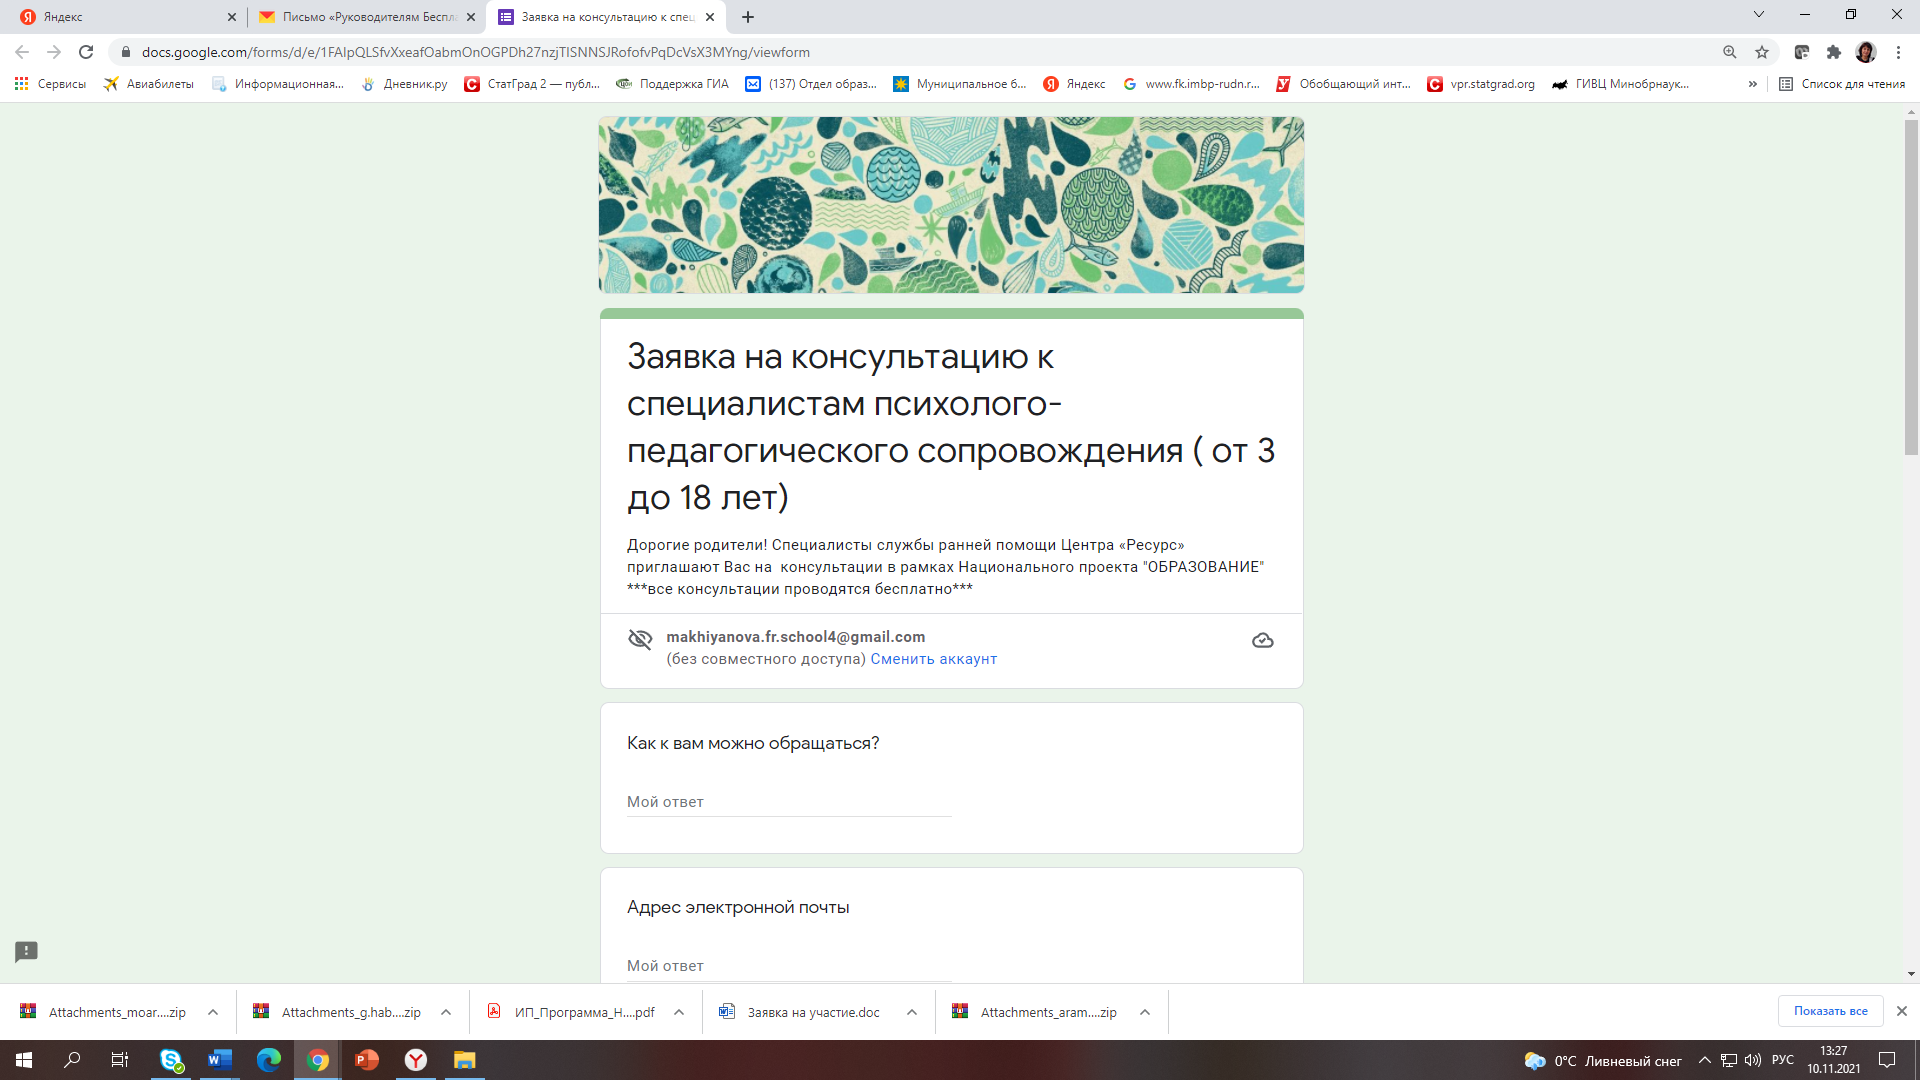 Яндекс
Письмо «Руководителям Беспла
Заявка на консультацию к спец
docs.google.com/forms/d/e/1FAIpQLSfvXxeafOabmOnOGPDh27nzjTlSNNSJRofofvPqDcVsX3MYng/viewform
Сервисы
Авиабилеты
Информационная...
Дневник.ру
СтатГрад 2 — публ...
Поддержка ГИА
(137) Отдел образ...
Муниципальное б...
Яндекс
www.fk.imbp-rudn.r...
Обобщающий инт...
vpr.statgrad.org
ГИВЦ Минобрнаук...
»
Список для чтения
Заявка на консультацию к
специалистам психолого-
педагогического сопровождения ( от 3
до 18 лет)
Дорогие родители! Специалисты службы ранней помощи Центра «Ресурс»
приглашают Вас на  консультации в рамках Национального проекта "ОБРАЗОВАНИЕ"
***все консультации проводятся бесплатно***
makhiyanova.fr.school4@gmail.com
(без совместного доступа) Сменить аккаунт
Как к вам можно обращаться?
Мой ответ
Адрес электронной почты
Мой ответ
Attachments_moar....zip
Attachments_g.hab....zip
ИП_Программа_Н....pdf
Заявка на участие.doc
Attachments_aram....zip
Показать все
0°C Ливневый снег
РУС
13:27
10.11.2021